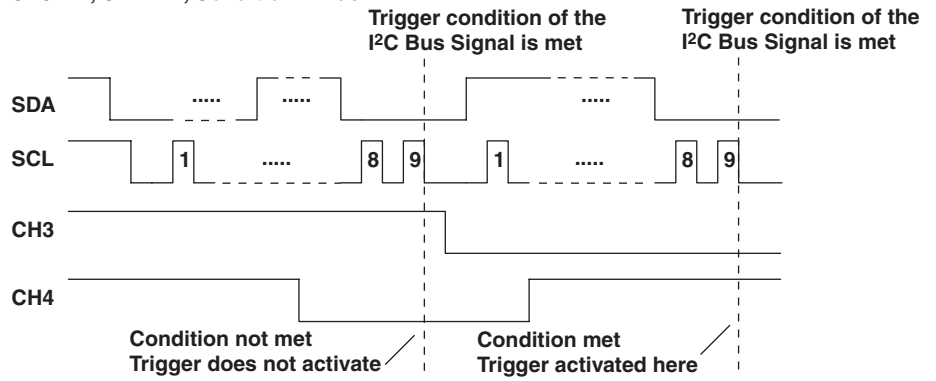 Trigger condition of the
I²C Bus Signal is met
Trigger condition of the
I²C Bus Signal is met
SDA
.....
.....
.....
SCL
1
.....
8
9
1
.....
8
9
CH3
CH4
Condition not met
Trigger does not activate
Condition met
Trigger activated here